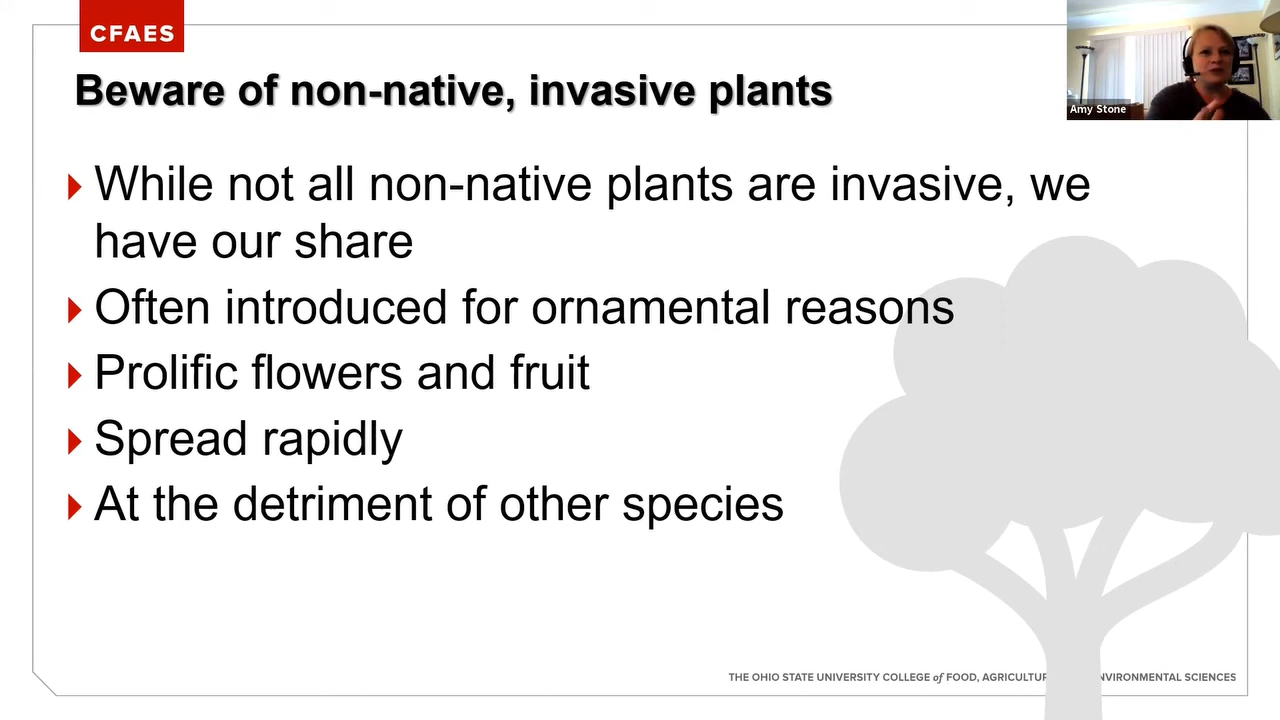 CFAES
Beware of non-native, invasive plants
Amy Stone
While not all non-native plants are invasive, we
have our share
Often introduced for ornamental reasons
Prolific flowers and fruit
Spread rapidly
At the detriment of other species
THE OHIO STATE UNIVERSITY COLLEGE of FOOD, ENVIRONMENTAL SCIENCES